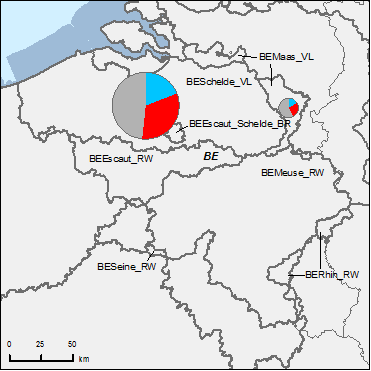 BEMaas_VL
BESchelde_VL
BEEscaut_Schelde_BR
BEEscaut_RW
BE
BEMeuse_RW
BESeine_RW
BERhin_RW
0 25 50
km